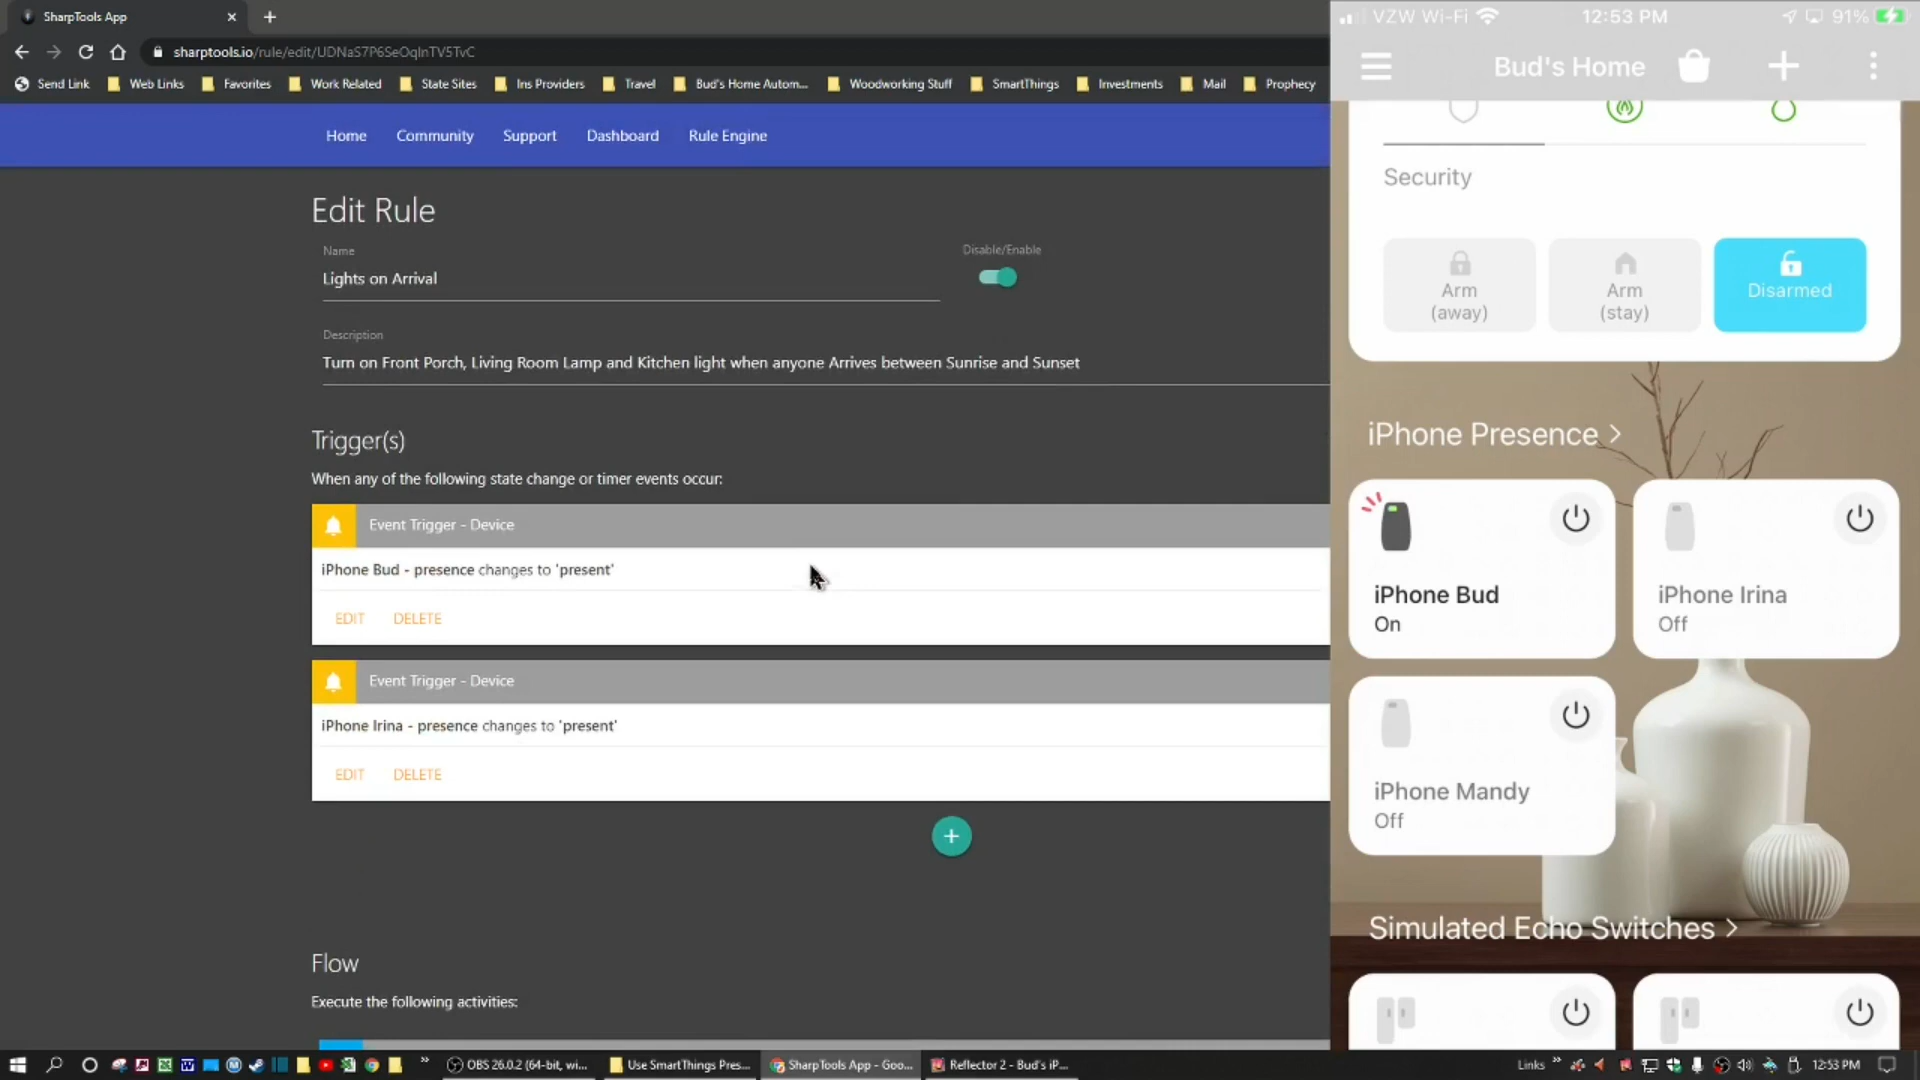 SharpTools App
sharptools.io/rule/edit/UDNaS7P6SeOqInTV5TvC
Send Link
Web Links
Favorites
Work Related
State Sites
Ins Providers
Travel
Bud's Home Autom...
Woodworking Stuff
SmartThings
Investments
Mail
Prophecy
Home
Community
Support
Dashboard
Rule Engine
Edit Rule
Name
Disable/Enable
Lights on Arrival
Description
Turn on Front Porch, Living Room Lamp and Kitchen light when anyone Arrives between Sunrise and Sunset
Trigger(s)
When any of the following state change or timer events occur:
Event Trigger - Device
iPhone Bud - presence changes to 'present'
EDIT
DELETE
Event Trigger - Device
iPhone Irina - presence changes to 'present'
EDIT
DELETE
Flow
Execute the following activities:
VZW Wi-Fi
12:53 PM
91%
Bud's Home
Security
Arm
(away)
Arm
(stay)
Disarmed
iPhone Presence
iPhone Bud
On
iPhone Irina
Off
iPhone Mandy
Off
Simulated Echo Switches
OBS 26.0.2 (64-bit, wi...
Use SmartThings Pres...
SharpTools App - Goo...
Reflector 2 - Bud's iP...
Links
12:53 PM